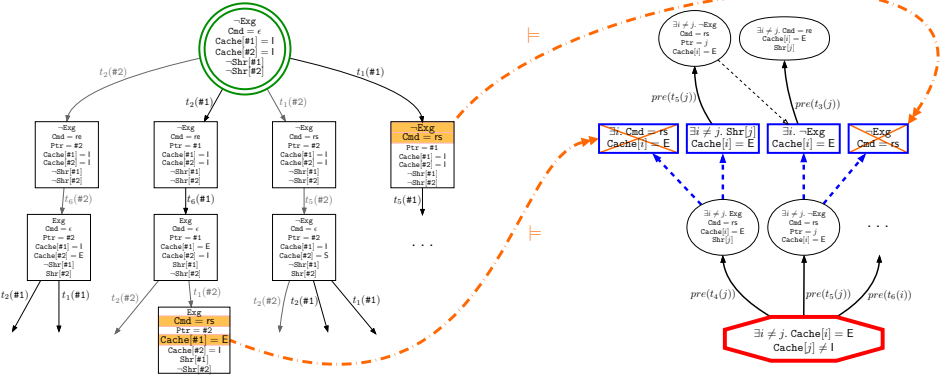 ¬Exg
Cmd = ϵ
Cache[#1] = I
Cache[#2] = I
¬Shr[#1]
¬Shr[#2]
t₂(#2)
t₂(#1)
t₁(#2)
t₁(#1)
¬Exg
Cmd = re
Ptr = #2
Cache[#1] = I
Cache[#2] = I
¬Shr[#1]
¬Shr[#2]
¬Exg
Cmd = re
Ptr = #1
Cache[#1] = I
Cache[#2] = I
¬Shr[#1]
¬Shr[#2]
¬Exg
Cmd = rs
Ptr = #2
Cache[#1] = I
Cache[#2] = I
¬Shr[#1]
¬Shr[#2]
¬Exg
Cmd = rs
Ptr = #1
Cache[#1] = I
Cache[#2] = I
¬Shr[#1]
¬Shr[#2]
t₆(#2)
t₆(#1)
t₅(#2)
t₅(#1)
Exg
Cmd = ϵ
Ptr = #2
Cache[#1] = I
Cache[#2] = E
¬Shr[#1]
Shr[#2]
Exg
Cmd = ϵ
Ptr = #2
Cache[#1] = E
Cache[#2] = I
Shr[#1]
¬Shr[#2]
¬Exg
Cmd = ϵ
Ptr = #2
Cache[#1] = I
Cache[#2] = S
¬Shr[#1]
Shr[#2]
. . .
t₂(#1)
t₁(#1)
t₂(#2)
t₁(#2)
t₂(#2)
t₂(#1)
t₁(#1)
Exg
Cmd = rs
Ptr = #2
Cache[#1] = E
Cache[#2] = I
Shr[#1]
¬Shr[#2]
⊨
⊨
∃i ≠ j. ¬Exg
Cmd = rs
Ptr = j
Cache[i] = E
∃i ≠ j. Cmd = re
Cache[i] = E
Shr[j]
pre(t₅(j))
pre(t₃(j))
∃i. Cmd = rs
Cache[i] = E
∃i ≠ j. Shr[j]
Cache[i] = E
∃i. ¬Exg
Cache[i] = E
¬Exg
Cmd = rs
∃i ≠ j. Exg
Cmd = rs
Cache[i] = E
Shr[j]
∃i ≠ j. ¬Exg
Cmd = rs
Ptr = j
Cache[i] = E
. . .
pre(t₄(j))
pre(t₅(j))
pre(t₆(i))
∃i ≠ j. Cache[i] = E
Cache[j] ≠ I